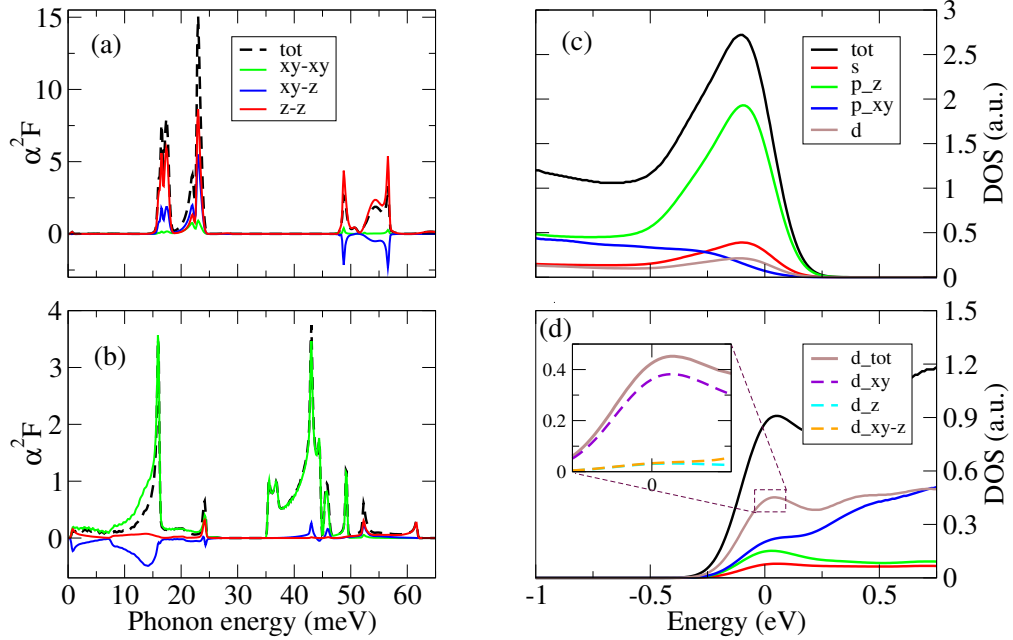 (a)
tot
xy-xy
xy-z
z-z
15
10
5
0
α²F
(c)
tot
s
p_z
p_xy
d
3
2.5
2
1.5
1
0.5
0
DOS (a.u.)
(b)
4
3
2
1
0
α²F
0 10 20 30 40 50 60
Phonon energy (meV)
(d)
d_tot
d_xy
d_z
d_xy-z
0.4
0.2
0
0
1.5
1.2
0.9
0.6
0.3
0
DOS (a.u.)
-1 -0.5 0 0.5
Energy (eV)